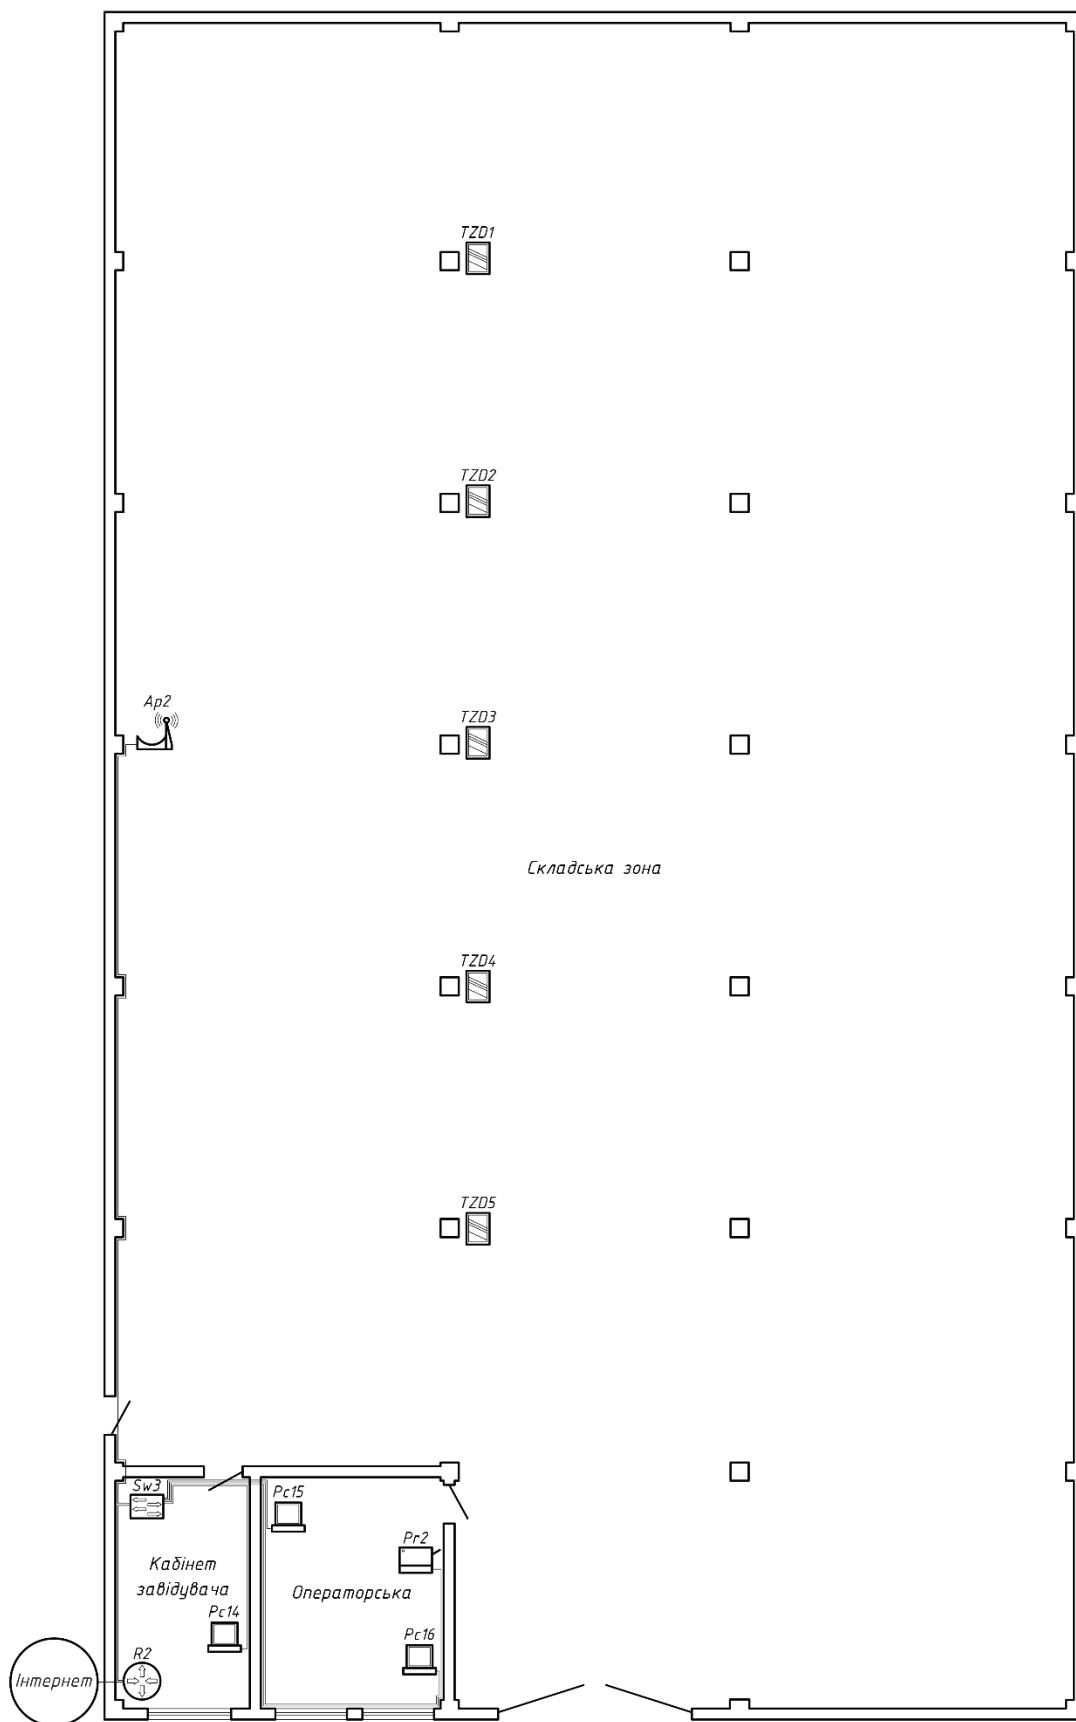 TZD1
TZD2
Ap2
TZD3
Складська зона
TZD4
TZD5
Sw3
Pc15
Pr2
Кабінет
завідувача
Операторська
Pc14
Pc16
R2
Інтернет